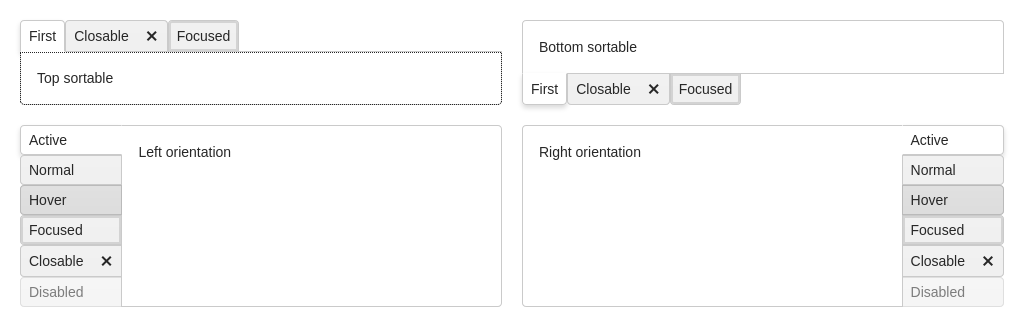 First Closable ✕ Focused
Top sortable
Bottom sortable
First Closable ✕ Focused
Active
Normal
Hover
Focused
Closable ✕
Disabled
Left orientation
Right orientation
Active
Normal
Hover
Focused
Closable ✕
Disabled